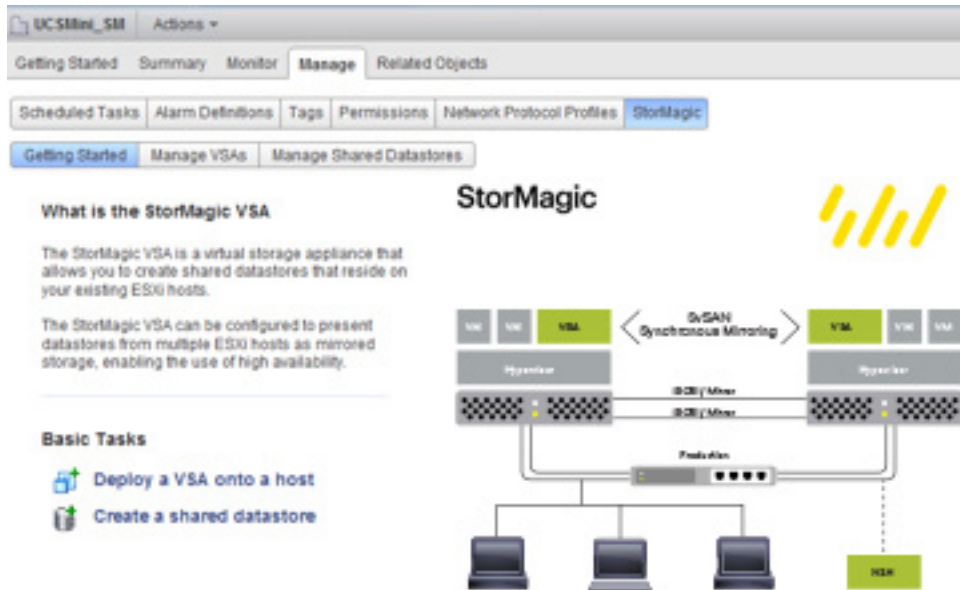 UCSMini_SM Actions
Getting Started Summary Monitor Manage Related Objects
Scheduled Tasks Alarm Definitions Tags Permissions Network Protocol Profiles StorMagic
Getting Started Manage VSAs Manage Shared Datastores
What is the StorMagic VSA
The StorMagic VSA is a virtual storage appliance that
allows you to create shared datastores that reside on
your existing ESXi hosts.
The StorMagic VSA can be configured to present
datastores from multiple ESXi hosts as mirrored
storage, enabling the use of high availability.
Basic Tasks
Deploy a VSA onto a host
Create a shared datastore
StorMagic
VM VM VSA
SvSAN
Synchronous Mirroring
VSA VM VM
Hypervisor
Hypervisor
iSCSI / Mirror
iSCSI / Mirror
Production
NSH